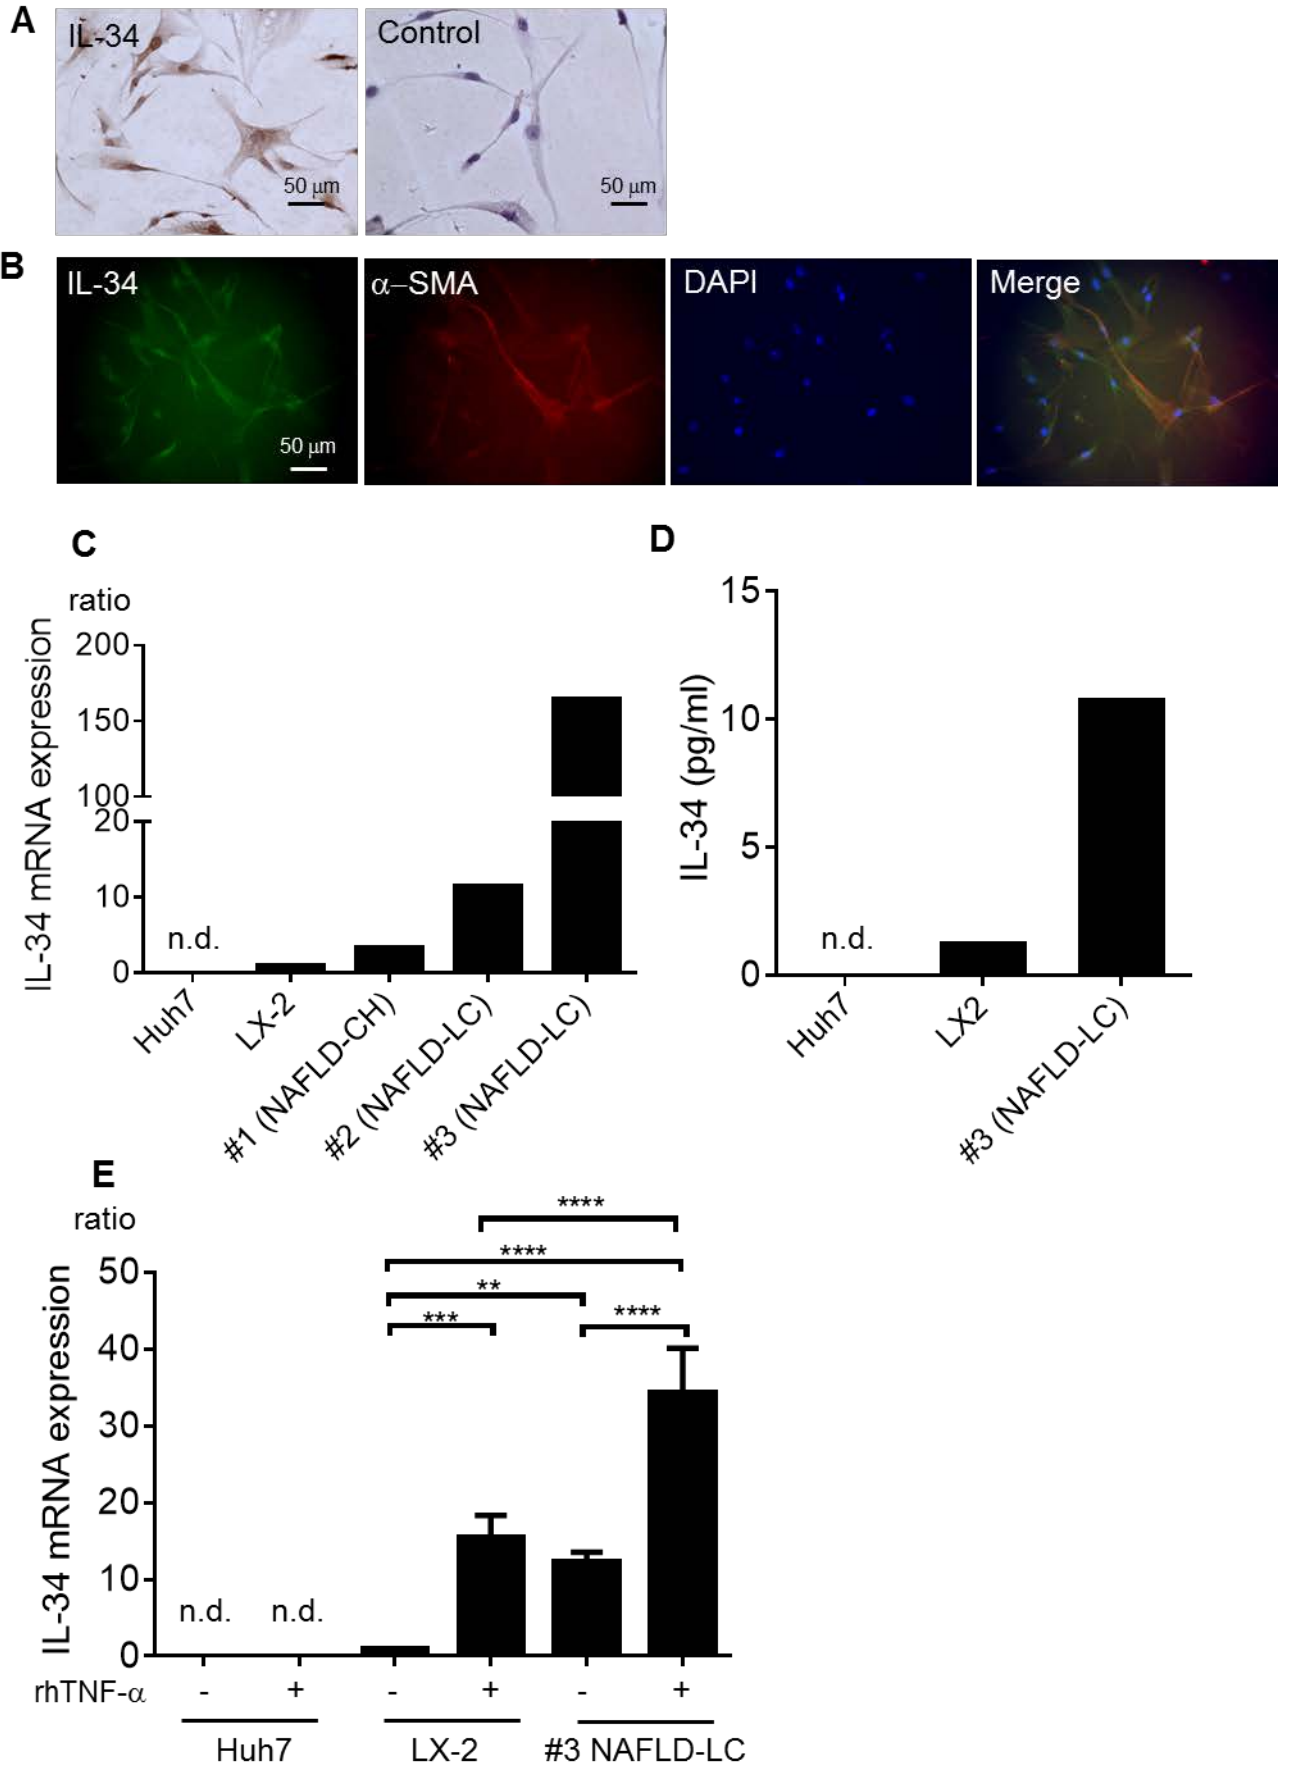 A
IL-34
Control
50 µm
50 µm
B
IL-34
α–SMA
DAPI
Merge
50 µm
C
ratio
IL-34 mRNA expression
200
150
100
20
10
0
n.d.
Huh7
LX-2
#1 (NAFLD-CH)
#2 (NAFLD-LC)
#3 (NAFLD-LC)
D
IL-34 (pg/ml)
15
10
5
0
n.d.
Huh7
LX2
#3 (NAFLD-LC)
E
ratio
IL-34 mRNA expression
50
40
30
20
10
0
****
****
**
***
****
n.d.
n.d.
rhTNF-α - + - + - +
Huh7
LX-2
#3 NAFLD-LC